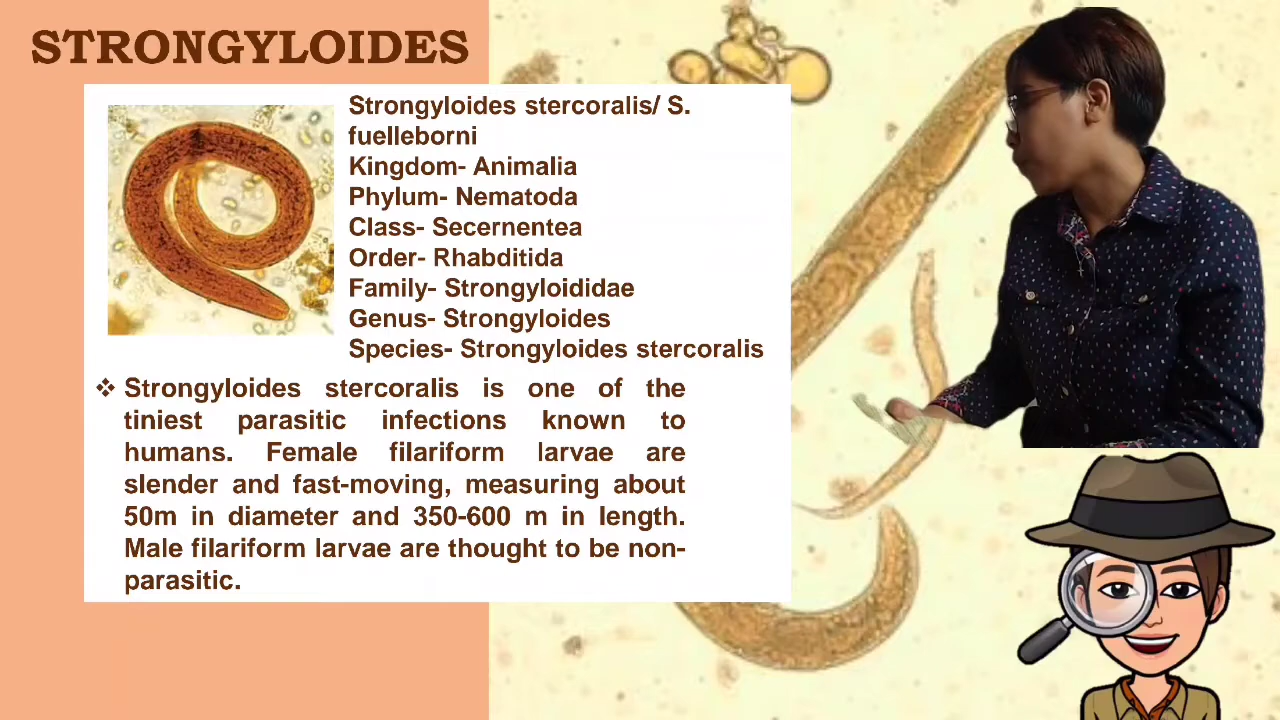 STRONGYLOIDES
Strongyloides stercoralis/ S.
fuelleborni
Kingdom- Animalia
Phylum- Nematoda
Class- Secernentea
Order- Rhabditida
Family- Strongyloididae
Genus- Strongyloides
Species- Strongyloides stercoralis
❖ Strongyloides stercoralis is one of the
tiniest parasitic infections known to
humans. Female filariform larvae are
slender and fast-moving, measuring about
50m in diameter and 350-600 m in length.
Male filariform larvae are thought to be non-
parasitic.